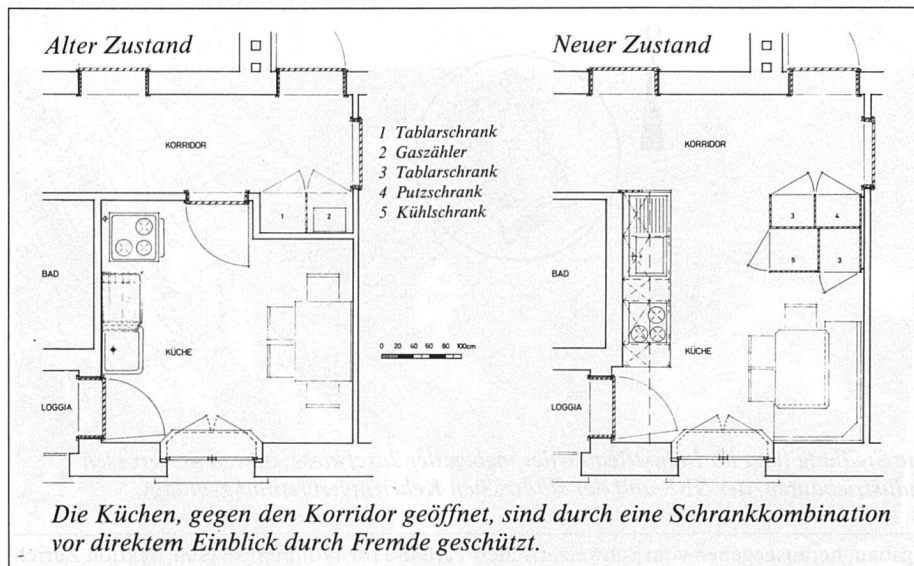 Alter Zustand
KORRIDOR
1
2
BAD
KÜCHE
LOGGIA
1 Tablarschrank
2 Gaszähler
3 Tablarschrank
4 Putzschrank
5 Kühlschrank
0 20 40 60 80 100cm
Neuer Zustand
KORRIDOR
3
4
5
3
BAD
KÜCHE
LOGGIA
Die Küchen, gegen den Korridor geöffnet, sind durch eine Schrankkombination
vor direktem Einblick durch Fremde geschützt.